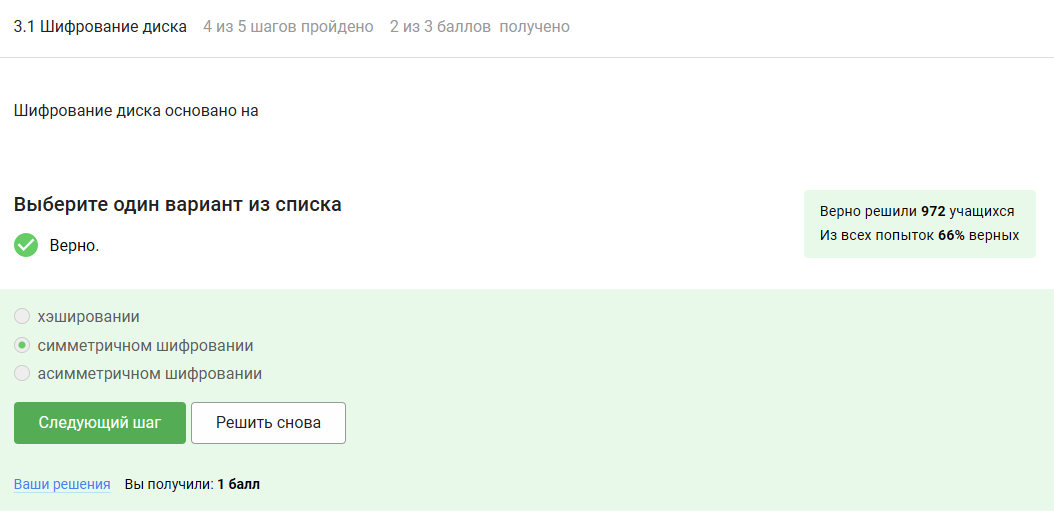 3.1 Шифрование диска 4 из 5 шагов пройдено 2 из 3 баллов получено
Шифрование диска основано на
Выберите один вариант из списка
Верно.
Верно решили 972 учащихся
Из всех попыток 66% верных
хэшировании
симметричном шифровании
асимметричном шифровании
Следующий шаг Решить снова
Ваши решения Вы получили: 1 балл